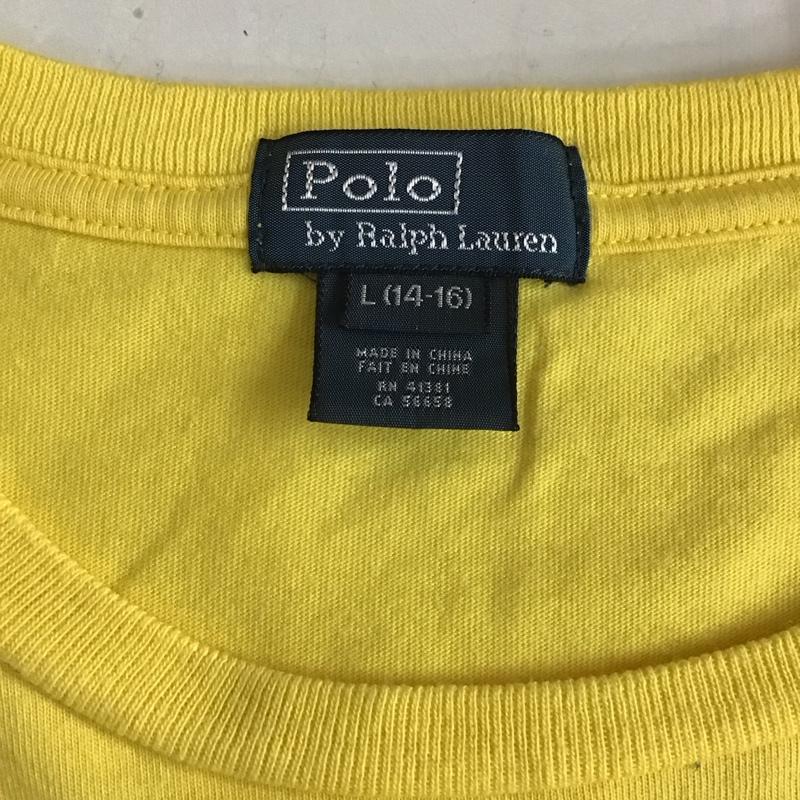 Polo
by Ralph Lauren
L (14-16)
MADE IN CHINA
FAIT EN CHINE
RN 41381
CA 56658